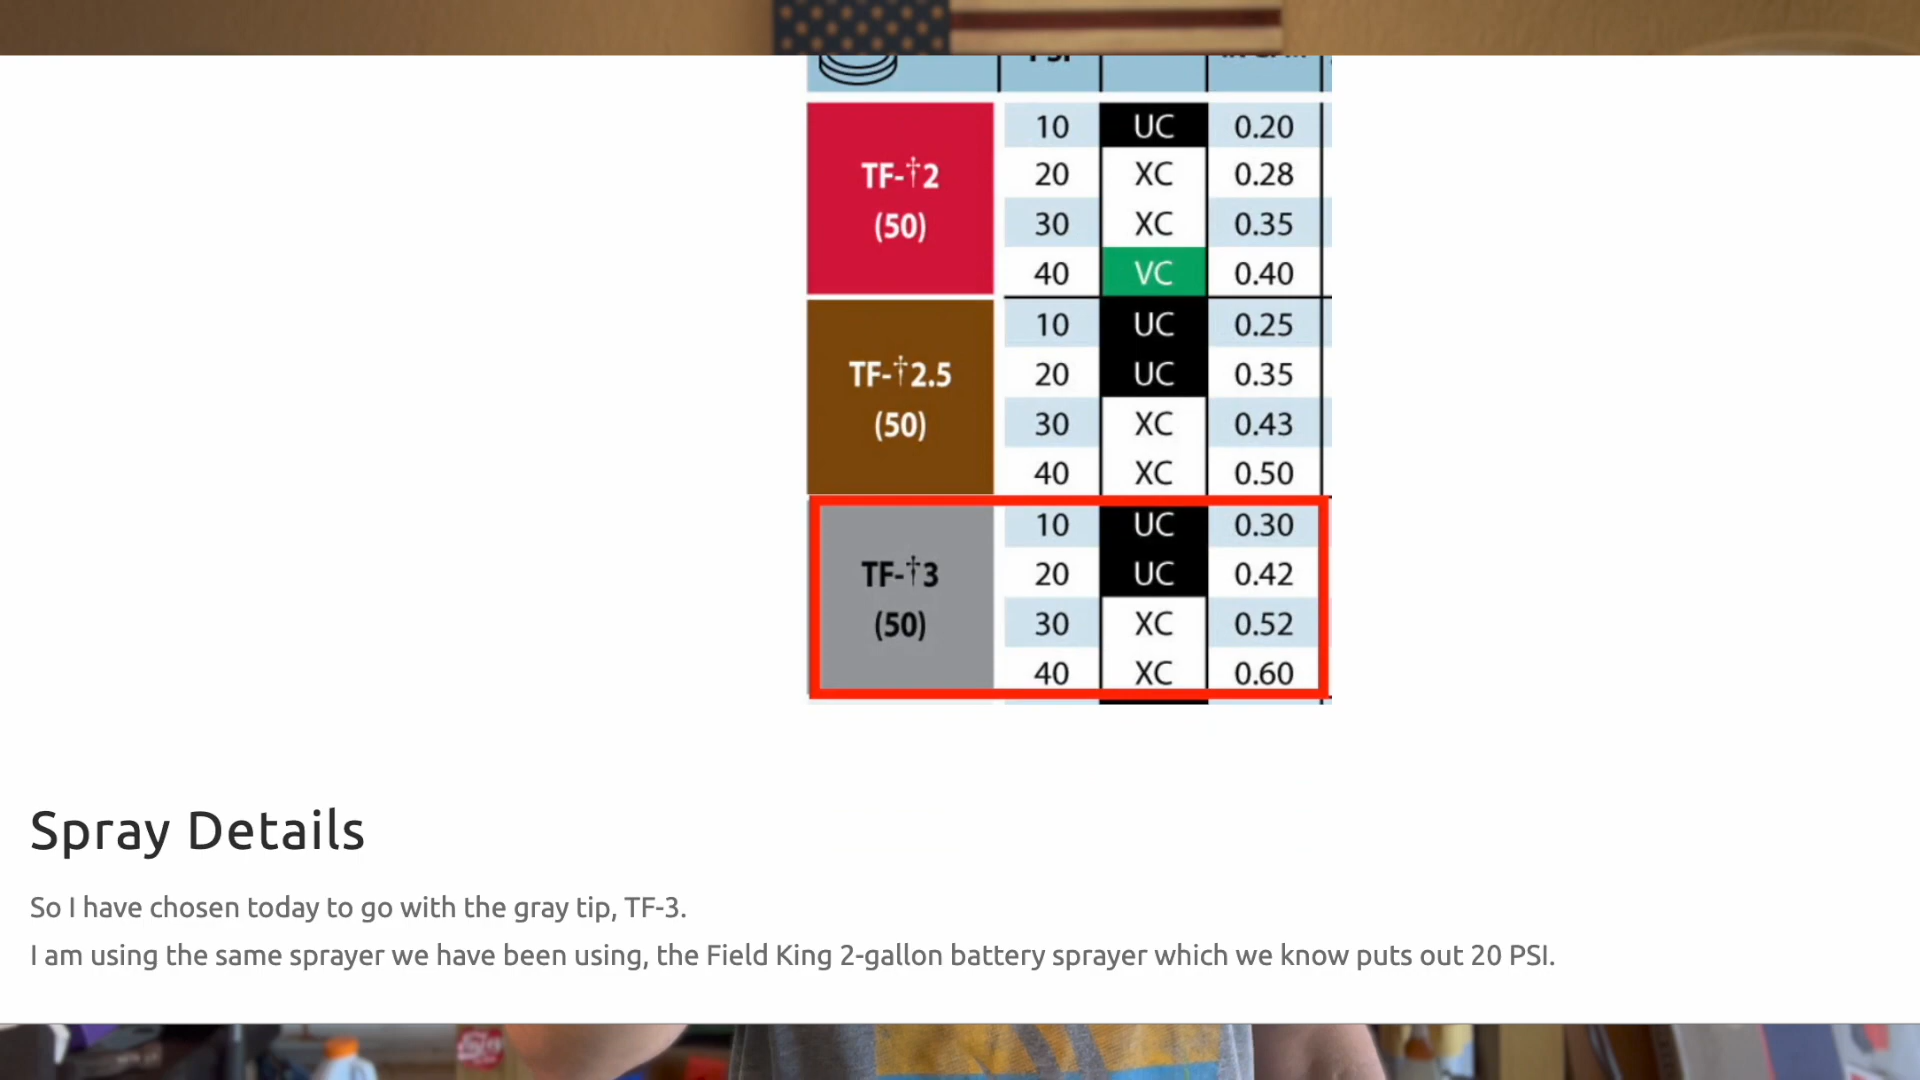 TF-†2
(50)
10 UC 0.20
20 XC 0.28
30 XC 0.35
40 VC 0.40
TF-†2.5
(50)
10 UC 0.25
20 UC 0.35
30 XC 0.43
40 XC 0.50
TF-†3
(50)
10 UC 0.30
20 UC 0.42
30 XC 0.52
40 XC 0.60
Spray Details
So I have chosen today to go with the gray tip, TF-3.
I am using the same sprayer we have been using, the Field King 2-gallon battery sprayer which we know puts out 20 PSI.